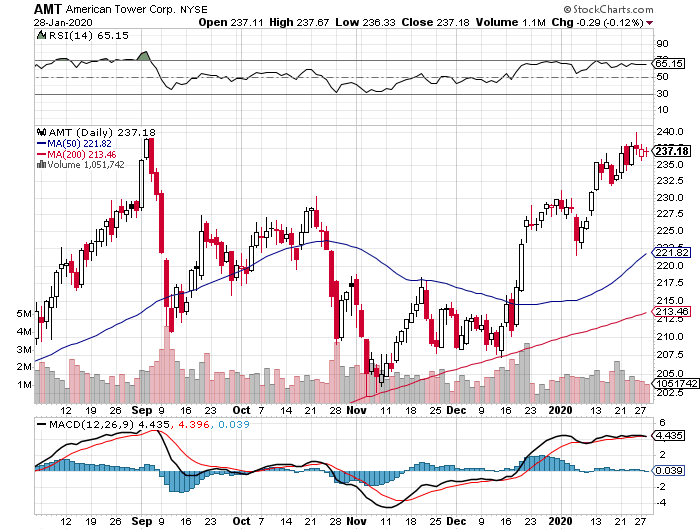 AMT American Tower Corp. NYSE © StockCharts.com
28-Jan-2020 Open 237.11 High 237.67 Low 236.33 Close 237.18 Volume 1.1M Chg -0.29 (-0.12%)
RSI(14) 65.15
90
70
65.15
50
30
10
AMT (Daily) 237.18
MA(50) 221.82
MA(200) 213.46
Volume 1,051,742
240.0
237.18
235.0
232.5
230.0
227.5
225.0
221.82
220.0
217.5
215.0
213.46
212.5
210.0
207.5
205.0
1051742
202.5
5M
4M
3M
2M
1M
12 19 26 Sep 9 16 23 Oct 7 14 21 28 Nov 11 18 25 Dec 9 16 23 2020 13 21 27
MACD(12,26,9) 4.435, 4.396, 0.039
6
4.435
2
0.039
-2
-4
12 19 26 Sep 9 16 23 Oct 7 14 21 28 Nov 11 18 25 Dec 9 16 23 2020 13 21 27